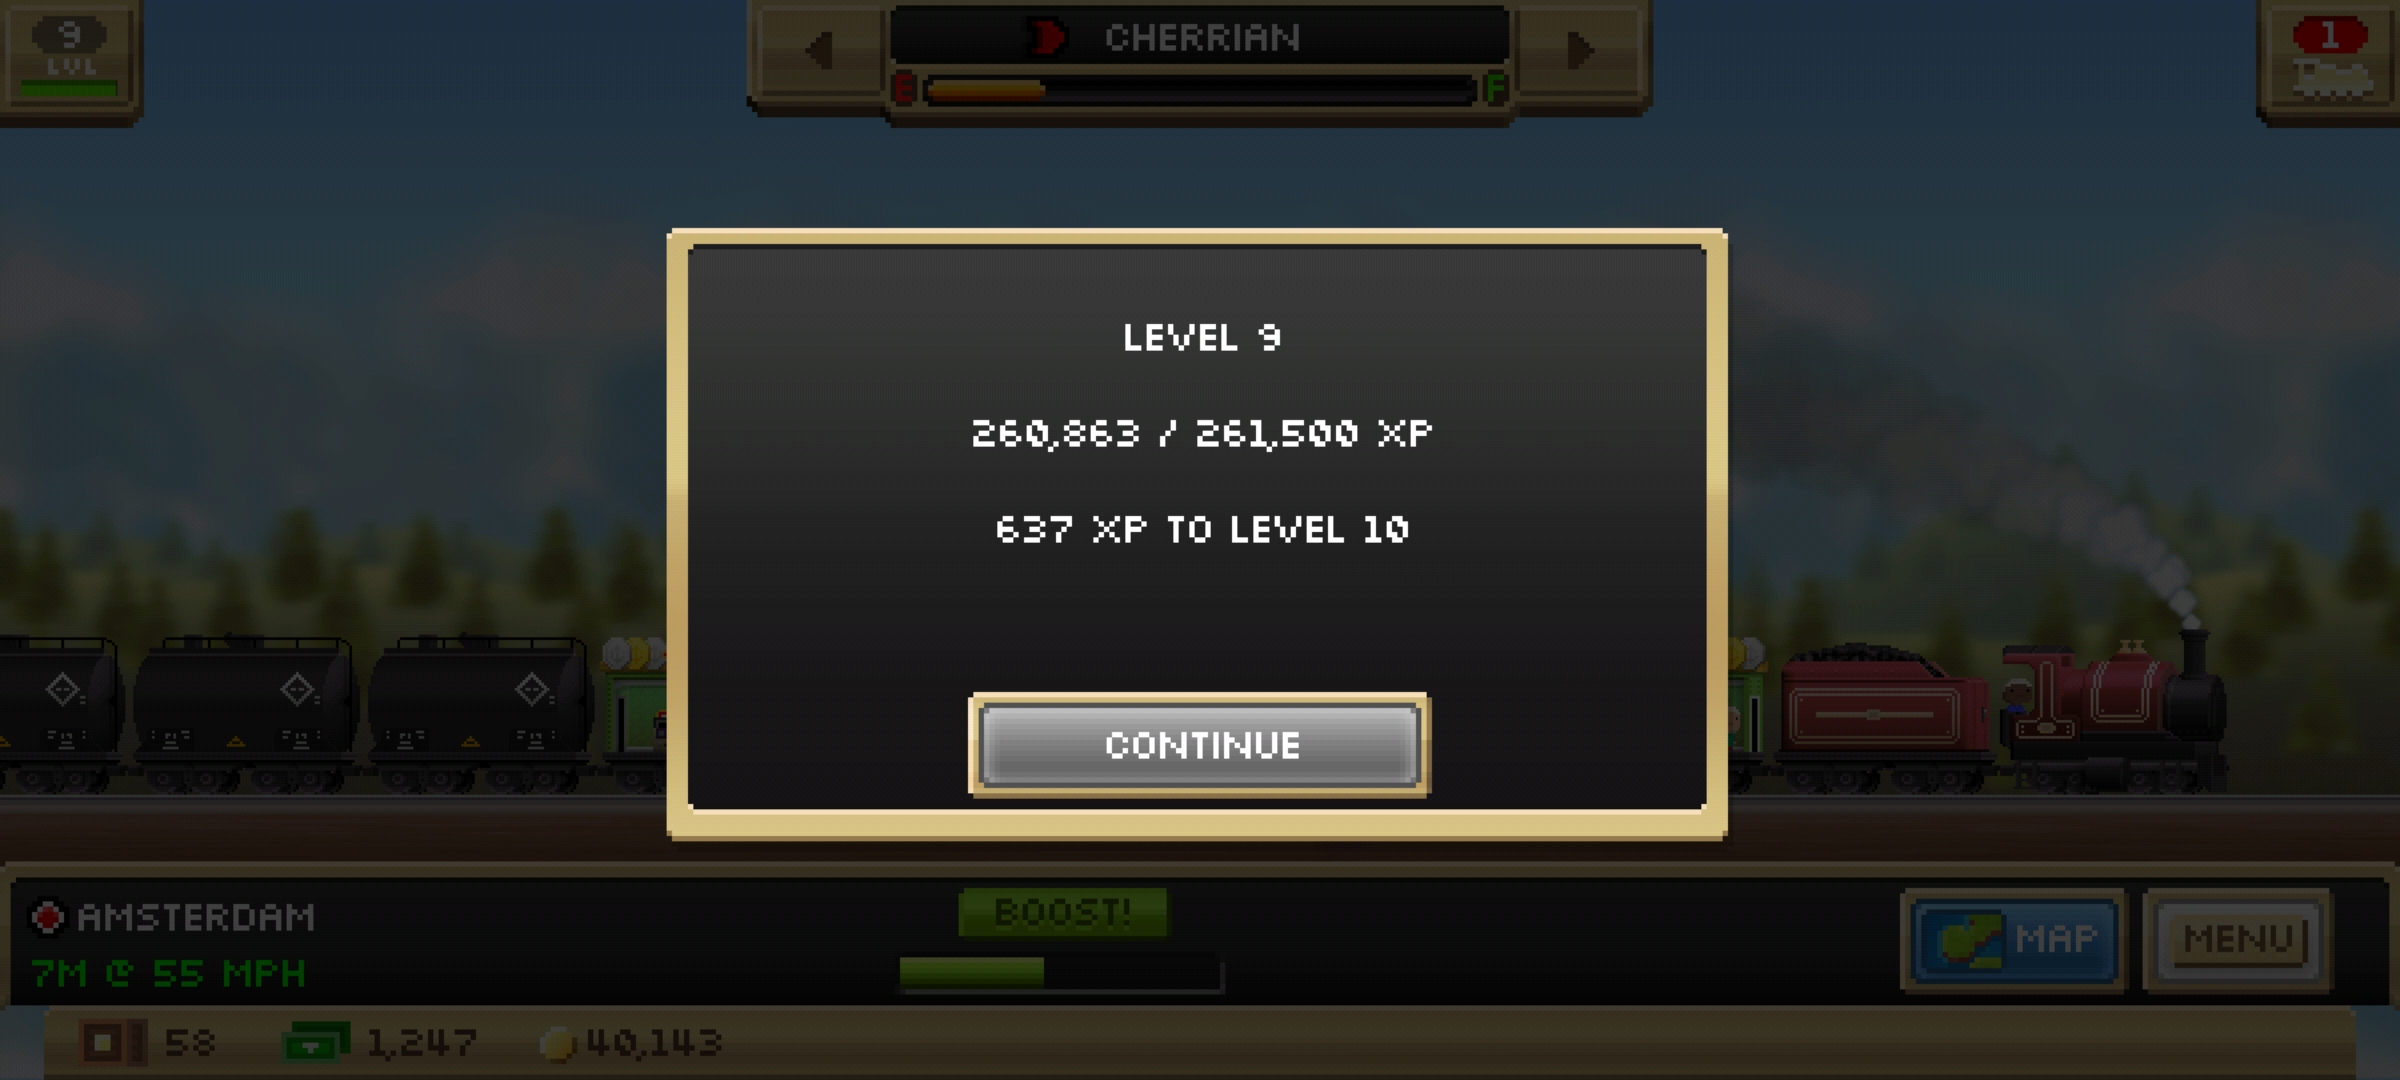 9
LVL
CHERRIAN
E F
1
LEVEL 9
260,863 / 261,500 XP
637 XP TO LEVEL 10
CONTINUE
AMSTERDAM
7M @ 55 MPH
BOOST!
MAP
MENU
58 1,247 40,143